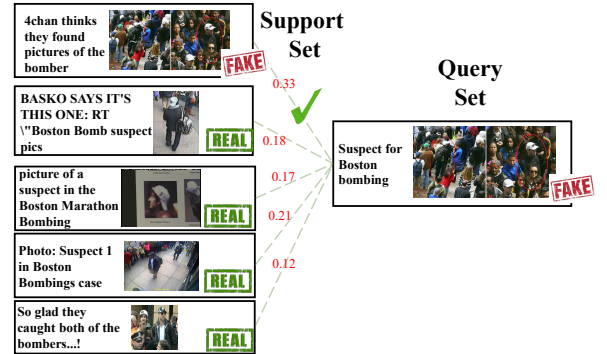 4chan thinks
they found
pictures of the
bomber
FAKE
Support
Set
0.33
Query
Set
BASKO SAYS IT'S
THIS ONE: RT
\"Boston Bomb suspect
pics
REAL
0.18
Suspect for
Boston
bombing
FAKE
picture of a
suspect in the
Boston Marathon
Bombing
REAL
0.17
0.21
Photo: Suspect 1
in Boston
Bombings case
REAL
0.12
So glad they
caught both of the
bombers...!
REAL